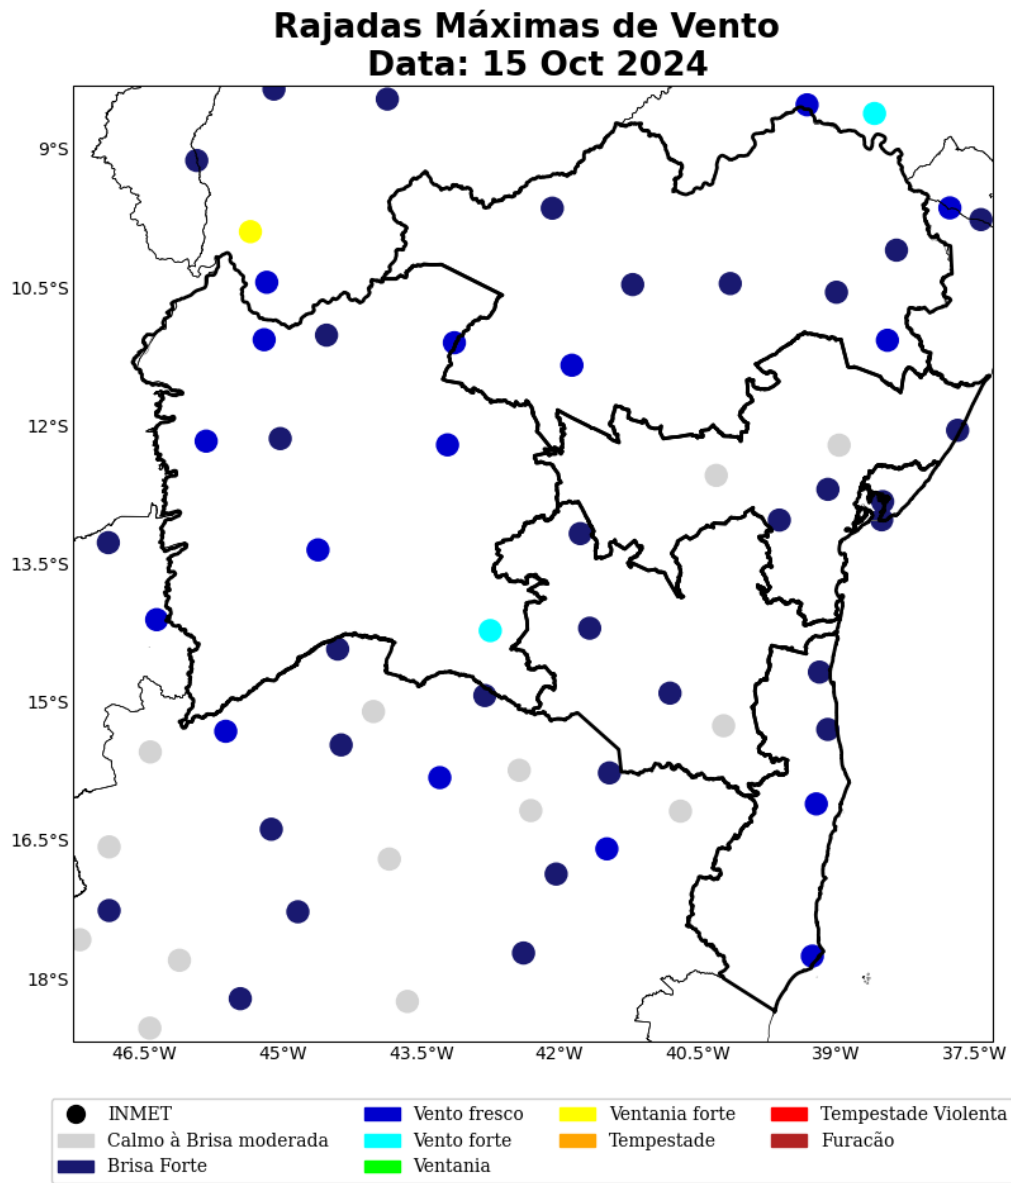 Rajadas Máximas de Vento
Data: 15 Oct 2024
9°S
10.5°S
12°S
13.5°S
15°S
16.5°S
18°S
46.5°W
45°W
43.5°W
42°W
40.5°W
39°W
37.5°W
INMET
Calmo à Brisa moderada
Brisa Forte
Vento fresco
Vento forte
Ventania
Ventania forte
Tempestade
Tempestade Violenta
Furacão